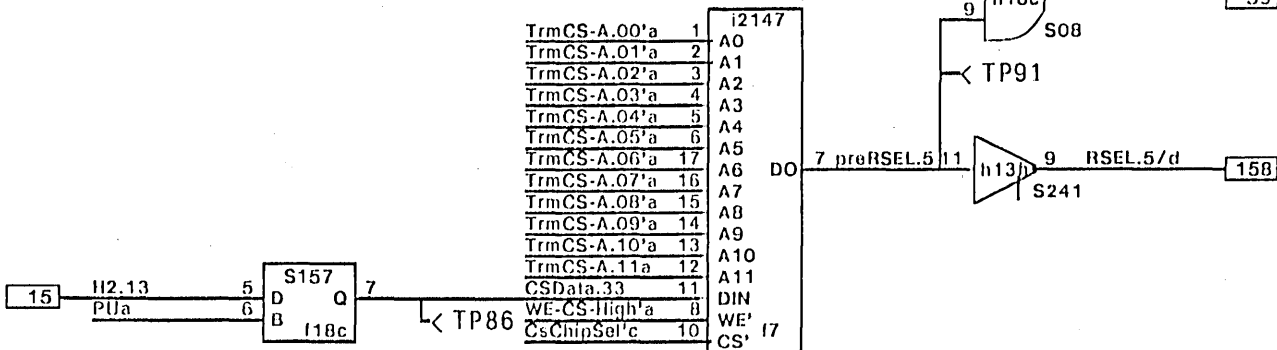 i2147
9 h18c
S08
TrmCS-A.00'a 1 A0
TrmCS-A.01'a 2 A1
TrmCS-A.02'a 3 A2
TP91
TrmCS-A.03'a 4 A3
TrmCS-A.04'a 5 A4
TrmCS-A.05'a 6 A5
TrmCS-A.06'a 17 A6 DO 7 preRSEL.5 11 h13h 9 RSEL.5/d 158
TrmCS-A.07'a 16 A7
S241
TrmCS-A.08'a 15 A8
TrmCS-A.09'a 14 A9
TrmCS-A.10'a 13 A10
TrmCS-A.11a 12 A11
S157
15 H2.13 5 D Q 7 CSData.33 11 DIN
PUa 6 B TP86 WE-CS-High'a 8 WE'
f18c
CsChipSel'c 10 CS' f7